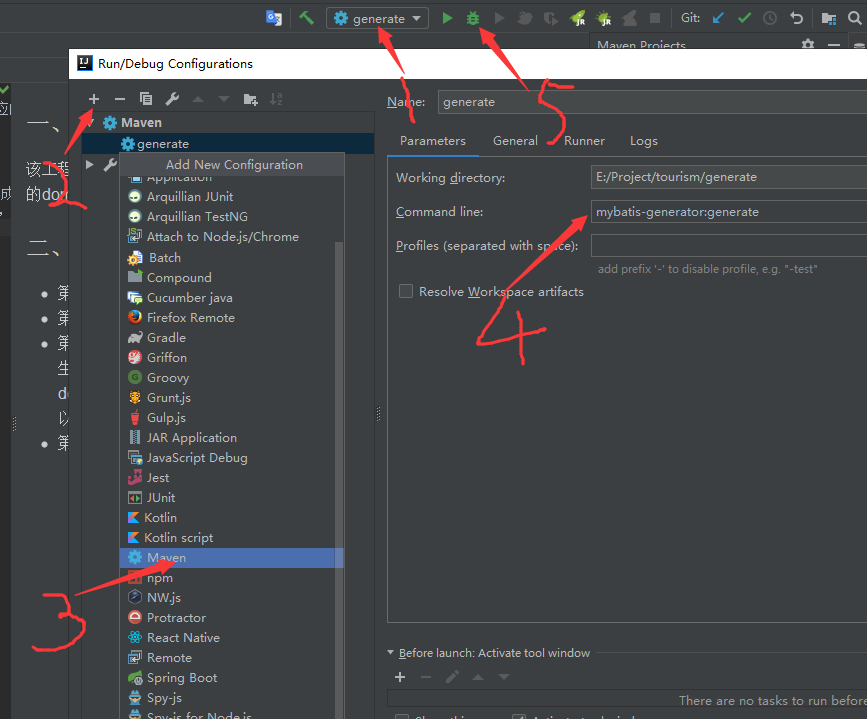 generate
Git:
Maven Projects
Run/Debug Configurations
1
5
2
Name: generate
Maven
generate
Add New Configuration
Parameters General Runner Logs
一、
该工程
的dom
成
二、
Application
Arquillian JUnit
Arquillian TestNG
Attach to Node.js/Chrome
Batch
Compound
Cucumber java
Firefox Remote
Gradle
Griffon
Groovy
Grunt.js
Gulp.js
JAR Application
JavaScript Debug
Jest
JUnit
Kotlin
Kotlin script
Maven
npm
NW.js
Protractor
React Native
Remote
Spring Boot
Spy-js
Spy-js for Node.js
Working directory: E:/Project/tourism/generate
Command line: mybatis-generator:generate
Profiles (separated with space):
add prefix '-' to disable profile, e.g. "-test"
Resolve Workspace artifacts
4
3
第
第
第
生
d
以
第
Before launch: Activate tool window
There are no tasks to run before